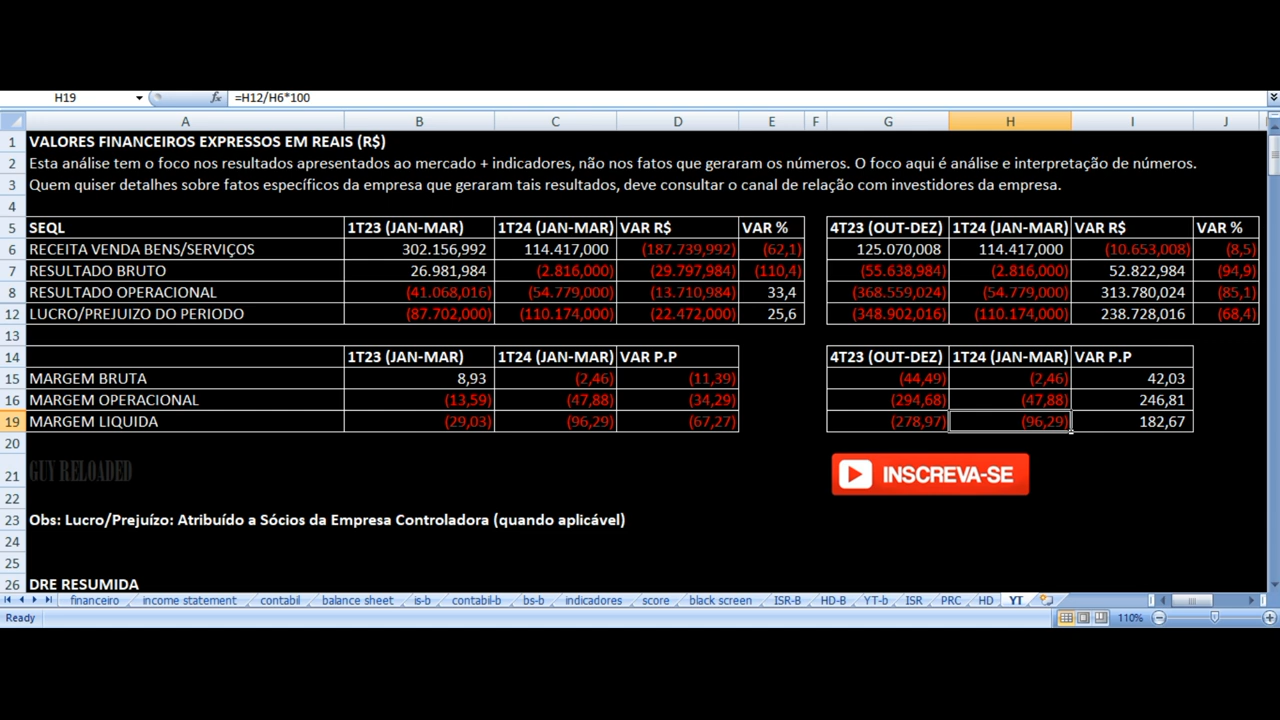 H19 fx =H12/H6*100
A B C D E F G H I J
1 VALORES FINANCEIROS EXPRESSOS EM REAIS (R$)
2 Esta análise tem o foco nos resultados apresentados ao mercado + indicadores, não nos fatos que geraram os números. O foco aqui é análise e interpretação de números.
3 Quem quiser detalhes sobre fatos específicos da empresa que geraram tais resultados, deve consultar o canal de relação com investidores da empresa.
4
5 SEQL 1T23 (JAN-MAR) 1T24 (JAN-MAR) VAR R$ VAR % 4T23 (OUT-DEZ) 1T24 (JAN-MAR) VAR R$ VAR %
6 RECEITA VENDA BENS/SERVIÇOS 302.156,992 114.417,000 (187.739,992) (62,1) 125.070,008 114.417,000 (10.653,008) (8,5)
7 RESULTADO BRUTO 26.981,984 (2.816,000) (29.797,984) (110,4) (55.638,984) (2.816,000) 52.822,984 (94,9)
8 RESULTADO OPERACIONAL (41.068,016) (54.779,000) (13.710,984) 33,4 (368.559,024) (54.779,000) 313.780,024 (85,1)
12 LUCRO/PREJUIZO DO PERIODO (87.702,000) (110.174,000) (22.472,000) 25,6 (348.902,016) (110.174,000) 238.728,016 (68,4)
13
14 1T23 (JAN-MAR) 1T24 (JAN-MAR) VAR P.P 4T23 (OUT-DEZ) 1T24 (JAN-MAR) VAR P.P
15 MARGEM BRUTA 8,93 (2,46) (11,39) (44,49) (2,46) 42,03
16 MARGEM OPERACIONAL (13,59) (47,88) (34,29) (294,68) (47,88) 246,81
19 MARGEM LIQUIDA (29,03) (96,29) (67,27) (278,97) (96,29) 182,67
20
21 GUY RELOADED INSCREVA-SE
22
23 Obs: Lucro/Prejuízo: Atribuído a Sócios da Empresa Controladora (quando aplicável)
24
25
26 DRE RESUMIDA
financeiro income statement contabil balance sheet is-b contabil-b bs-b indicadores score black screen ISR-B HD-B YT-b ISR PRC HD YT
Ready 110%